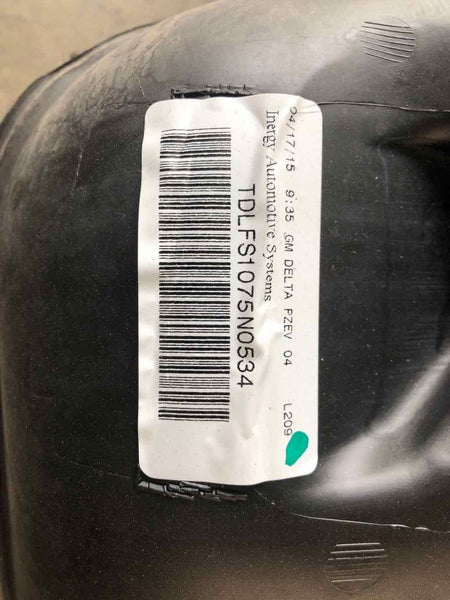 04/17/15 9:35 GM DELTA PZEV 04 L209
Inergy Automotive Systems
TDLFS1075N0534